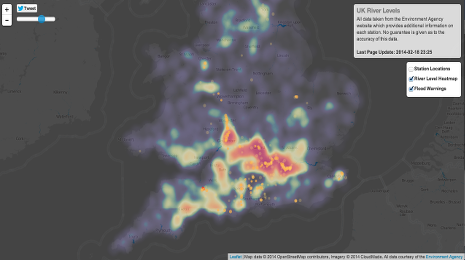 +
Tweet
-
UK River Levels
All data taken from the Environment Agency
website which provides additional information on
each station. No guarantee is given as to the
accuracy of this data.
Last Page Update: 2014-02-16 23:25
Station Locations
River Level Heatmap
Flood Warnings
Leaflet | Map data © 2014 OpenStreetMap contributors, Imagery © 2014 CloudMade. All data courtesy of the Environment Agency